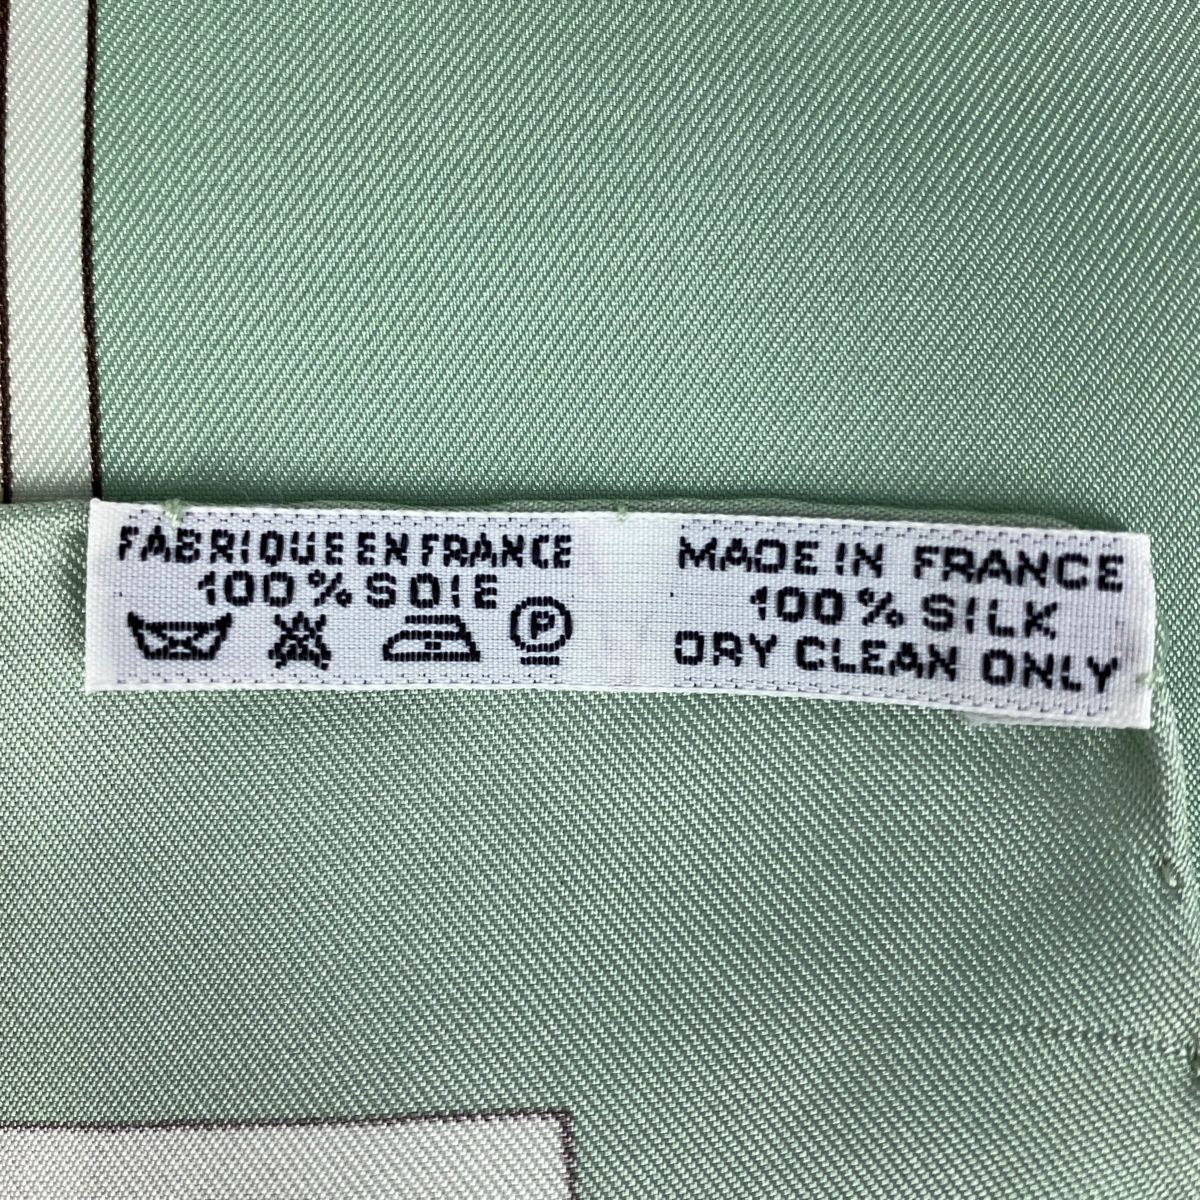 FABRIQUE EN FRANCE
100% SOIE
P
MADE IN FRANCE
100% SILK
DRY CLEAN ONLY